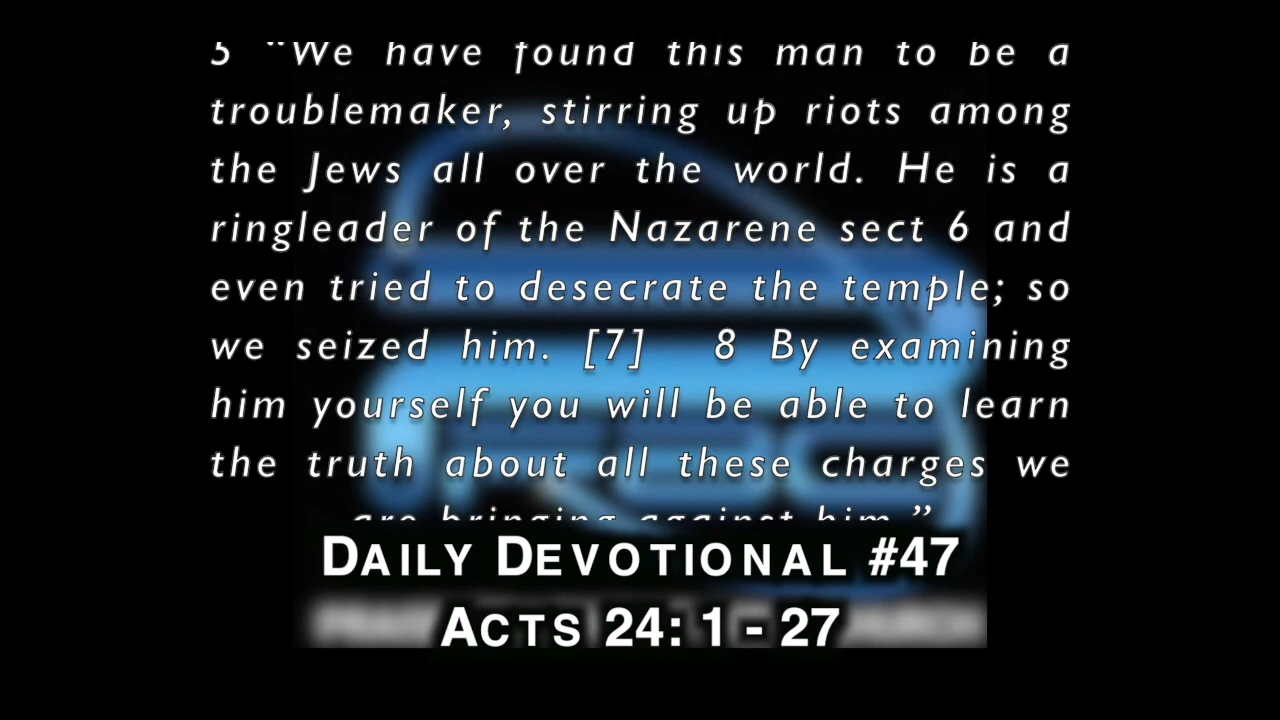 5 "We have found this man to be a
troublemaker, stirring up riots among
the Jews all over the world. He is a
ringleader of the Nazarene sect 6 and
even tried to desecrate the temple; so
we seized him. [7] 8 By examining
him yourself you will be able to learn
the truth about all these charges we
are bringing against him."
DAILY DEVOTIONAL #47
ACTS 24: 1 - 27